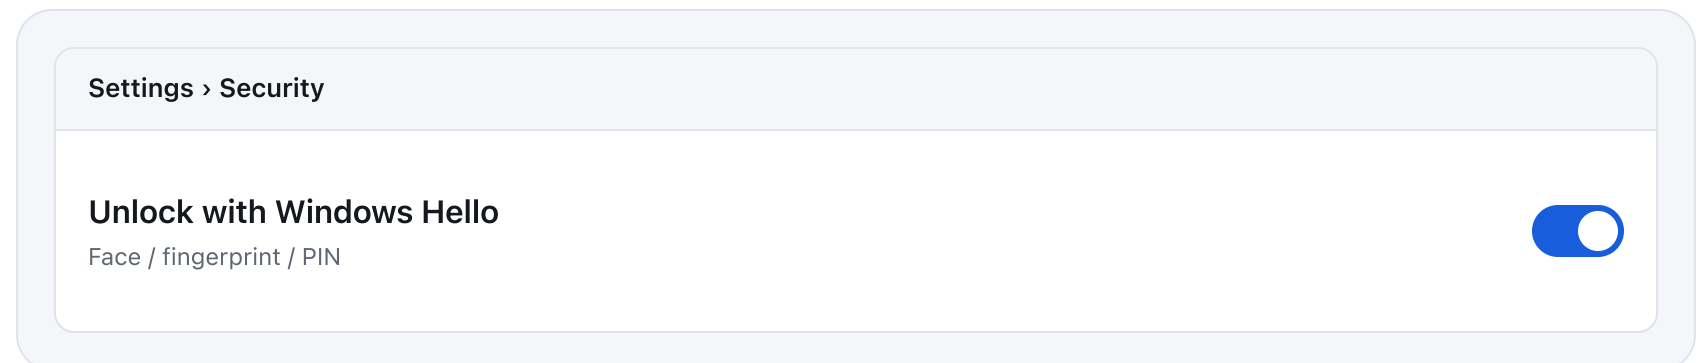 Settings › Security
Unlock with Windows Hello
Face / fingerprint / PIN